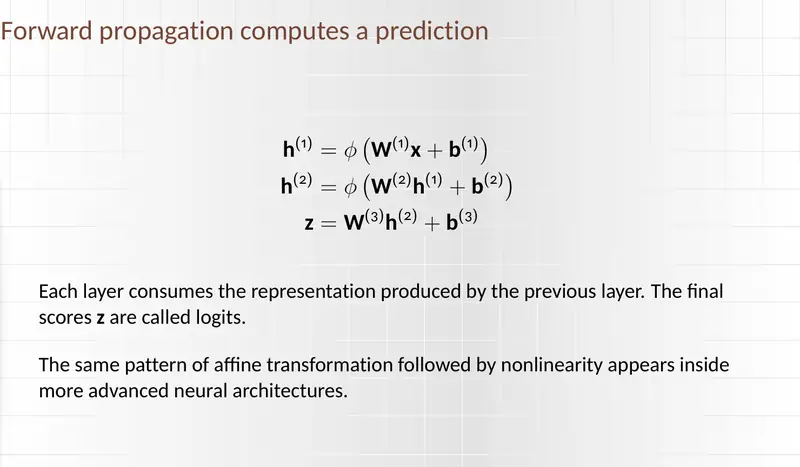 Forward propagation computes a prediction
h⁽¹⁾ = ϕ (W⁽¹⁾x + b⁽¹⁾)
h⁽²⁾ = ϕ (W⁽²⁾h⁽¹⁾ + b⁽²⁾)
z = W⁽³⁾h⁽²⁾ + b⁽³⁾
Each layer consumes the representation produced by the previous layer. The final
scores z are called logits.
The same pattern of affine transformation followed by nonlinearity appears inside
more advanced neural architectures.